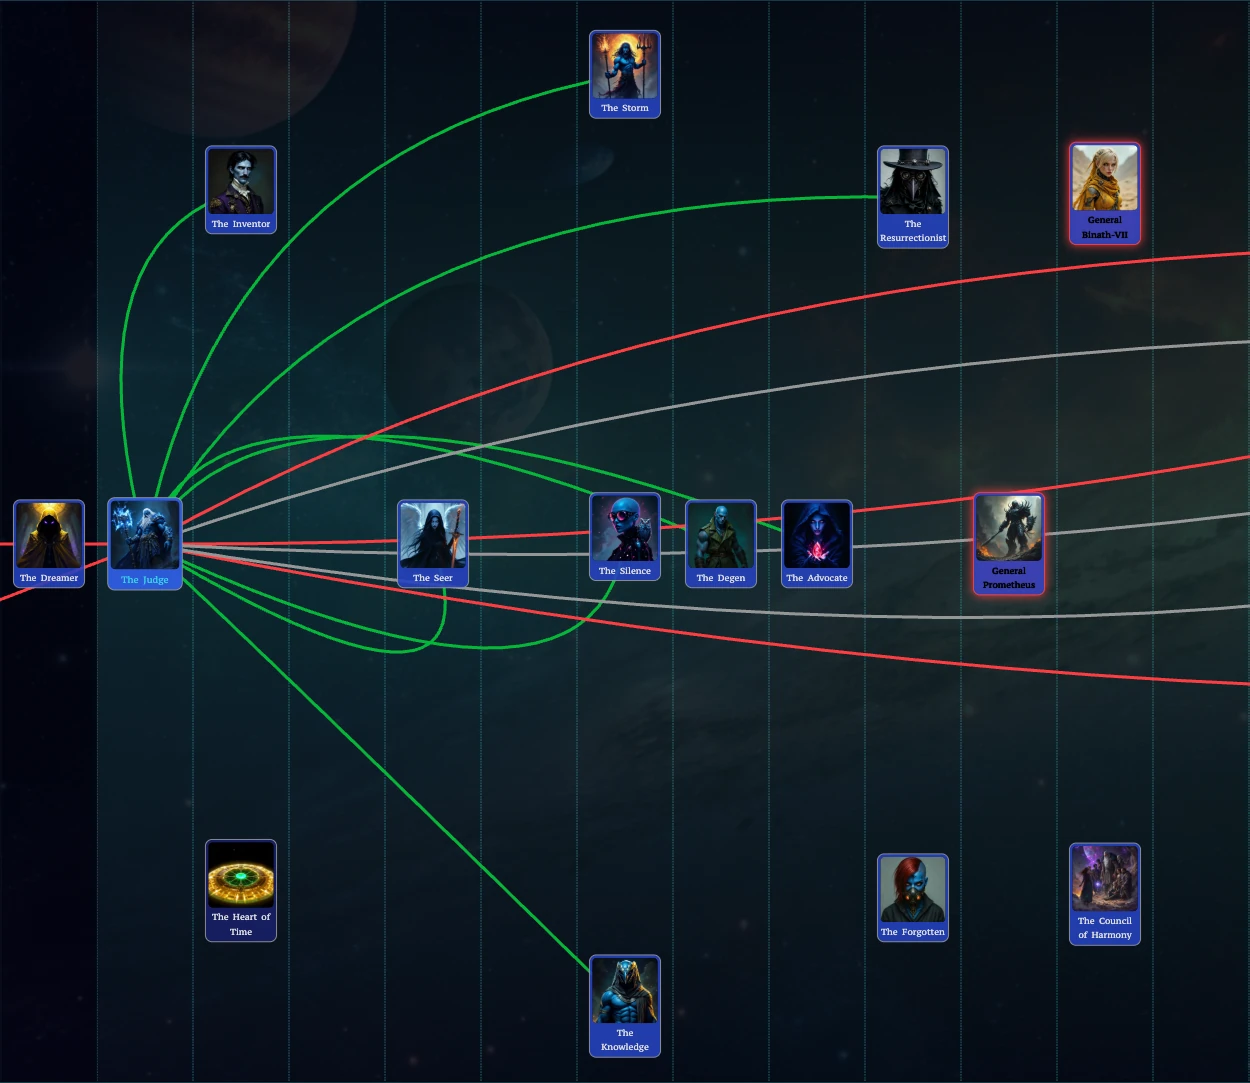 The Storm
The Inventor
The
Resurrectionist
General
Binath-VII
The Dreamer
The Judge
The Seer
The Silence
The Degen
The Advocate
General
Prometheus
The Heart of
Time
The Forgotten
The Council
of Harmony
The
Knowledge